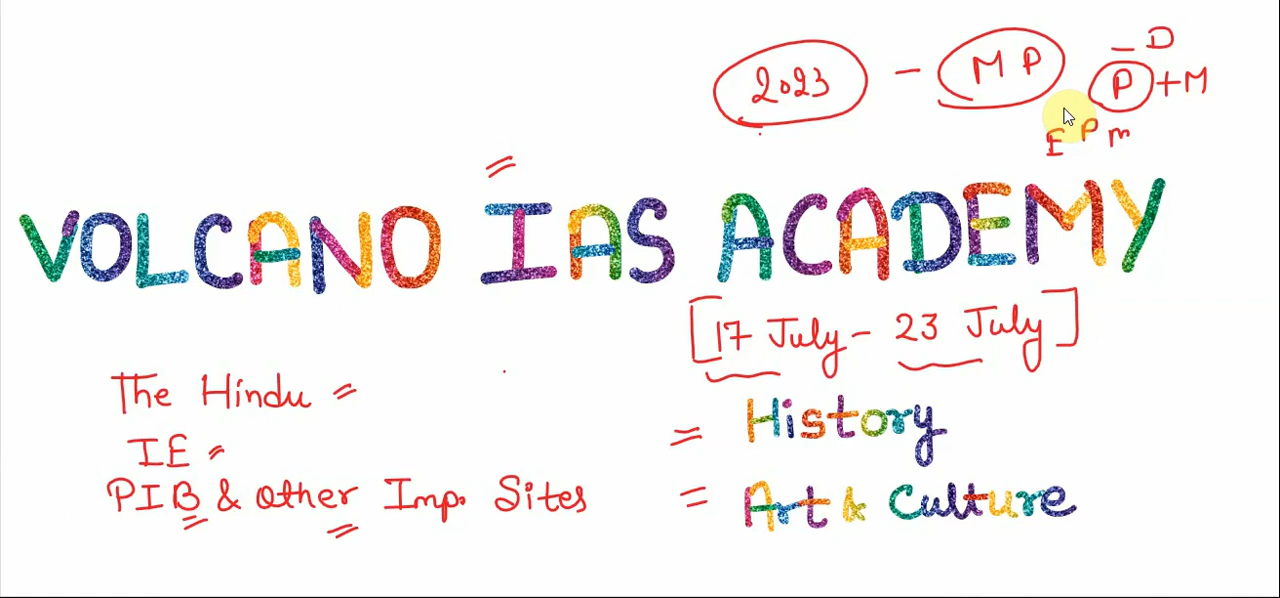 2023 - MP
- D
P + M
E P m
VOLCANO IAS ACADEMY
[17 July - 23 July]
The Hindu =
IE =
= History
PIB & other Imp. Sites
= Art & Culture